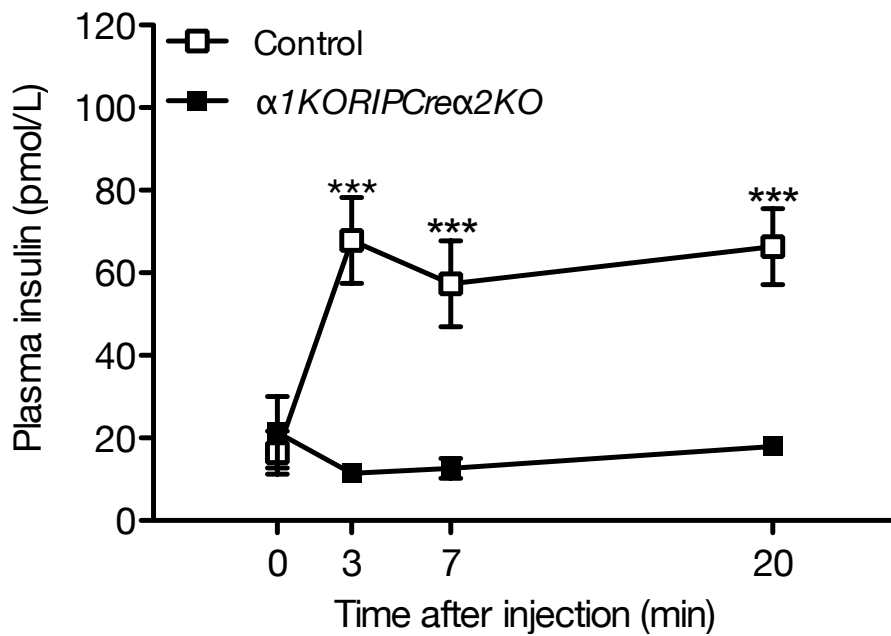 120
100
80
60
40
20
0
Plasma insulin (pmol/L)
Control
α1KORIPCreα2KO
***
***
***
0 3 7 20
Time after injection (min)